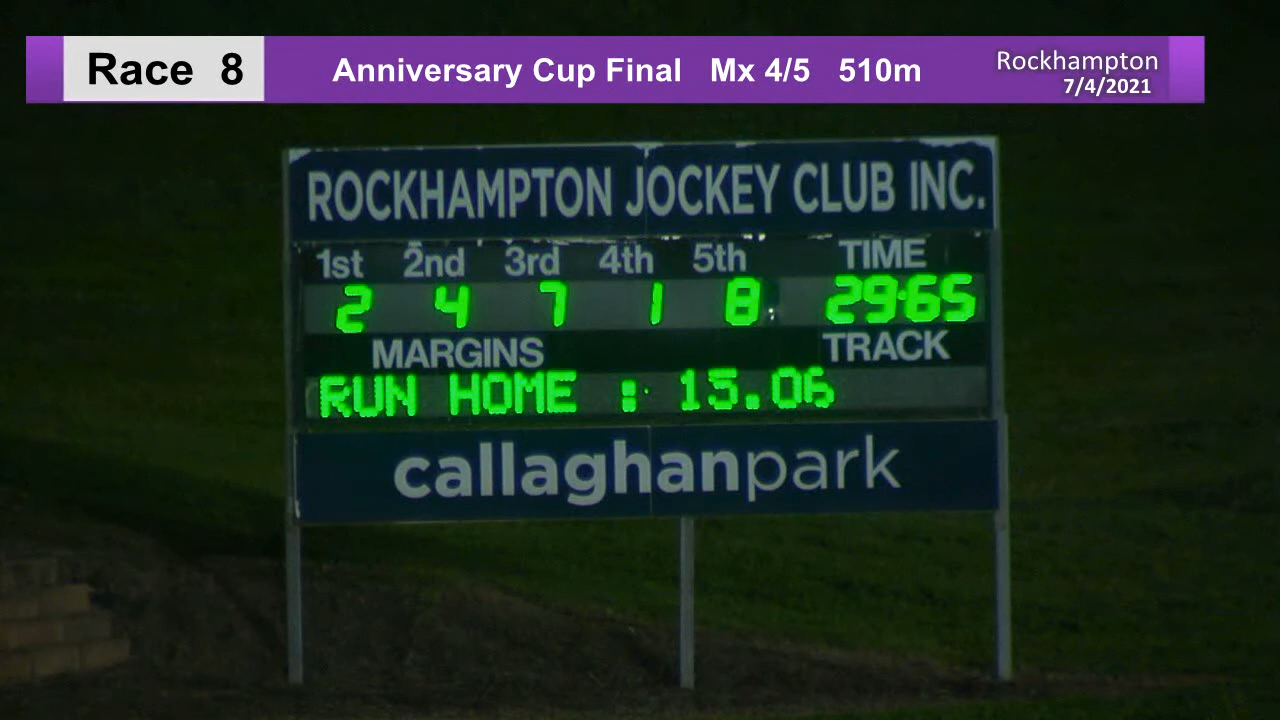 Race 8 Anniversary Cup Final Mx 4/5 510m Rockhampton
7/4/2021
ROCKHAMPTON JOCKEY CLUB INC.
1st 2nd 3rd 4th 5th TIME
2 4 7 1 8 29.65
MARGINS TRACK
RUN HOME : 13.06
callaghanpark